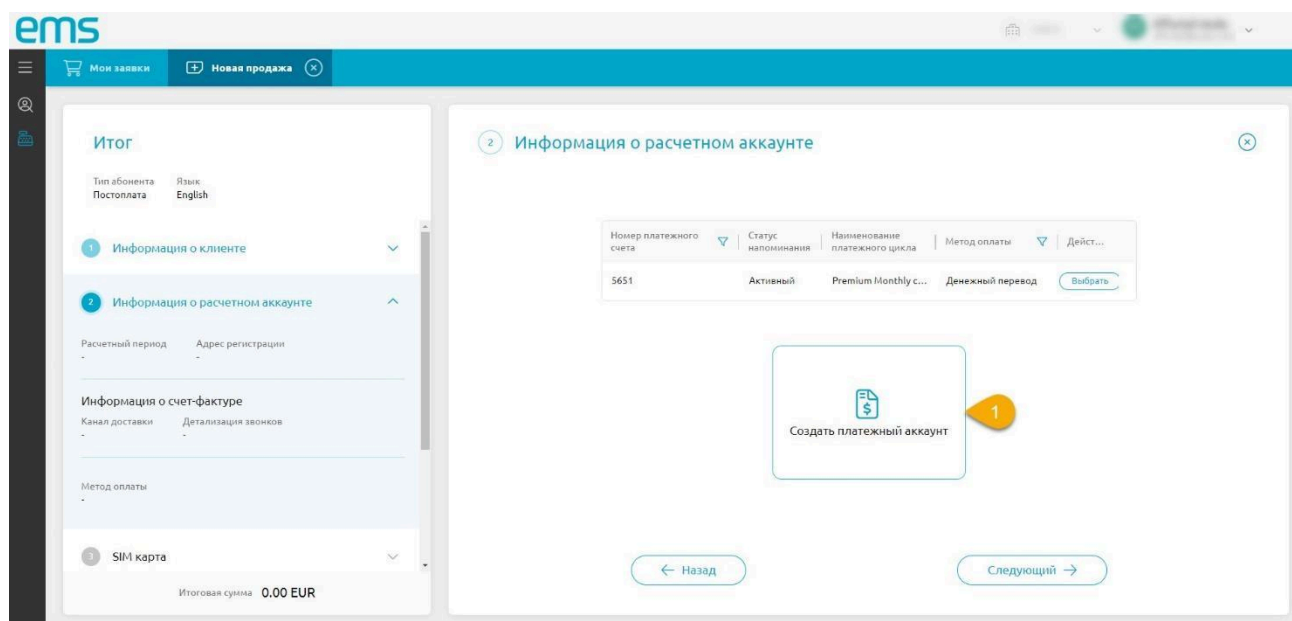 ems
Мои заявки
Новая продажа
Итог
Тип абонента Язык
Постоплата English
1 Информация о клиенте
2 Информация о расчетном аккаунте
Расчетный период Адрес регистрации
- -
Информация о счет-фактуре
Канал доставки Детализация звонков
- -
Метод оплаты
-
3 SIM карта
Итоговая сумма 0.00 EUR
2 Информация о расчетном аккаунте
Номер платежного счета Статус напоминания Наименование платежного цикла Метод оплаты Дейст...
5651 Активный Premium Monthly c... Денежный перевод Выбрать
Создать платежный аккаунт
1
← Назад
Следующий →